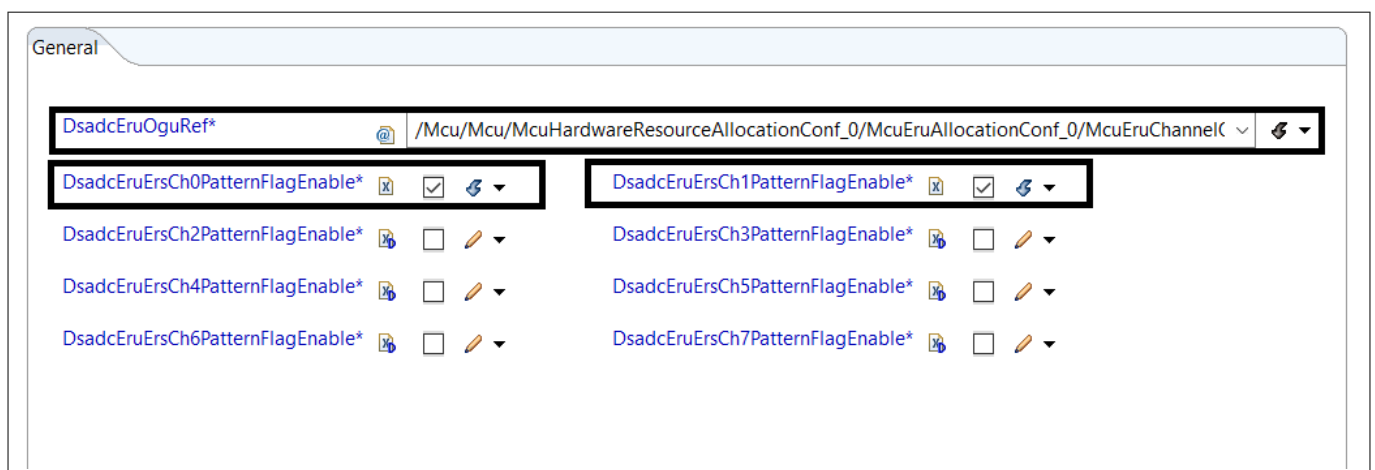 General
DsadcEruOguRef* /Mcu/Mcu/McuHardwareResourceAllocationConf_0/McuEruAllocationConf_0/McuEruChannel(
DsadcEruErsCh0PatternFlagEnable* DsadcEruErsCh1PatternFlagEnable*
DsadcEruErsCh2PatternFlagEnable* DsadcEruErsCh3PatternFlagEnable*
DsadcEruErsCh4PatternFlagEnable* DsadcEruErsCh5PatternFlagEnable*
DsadcEruErsCh6PatternFlagEnable* DsadcEruErsCh7PatternFlagEnable*